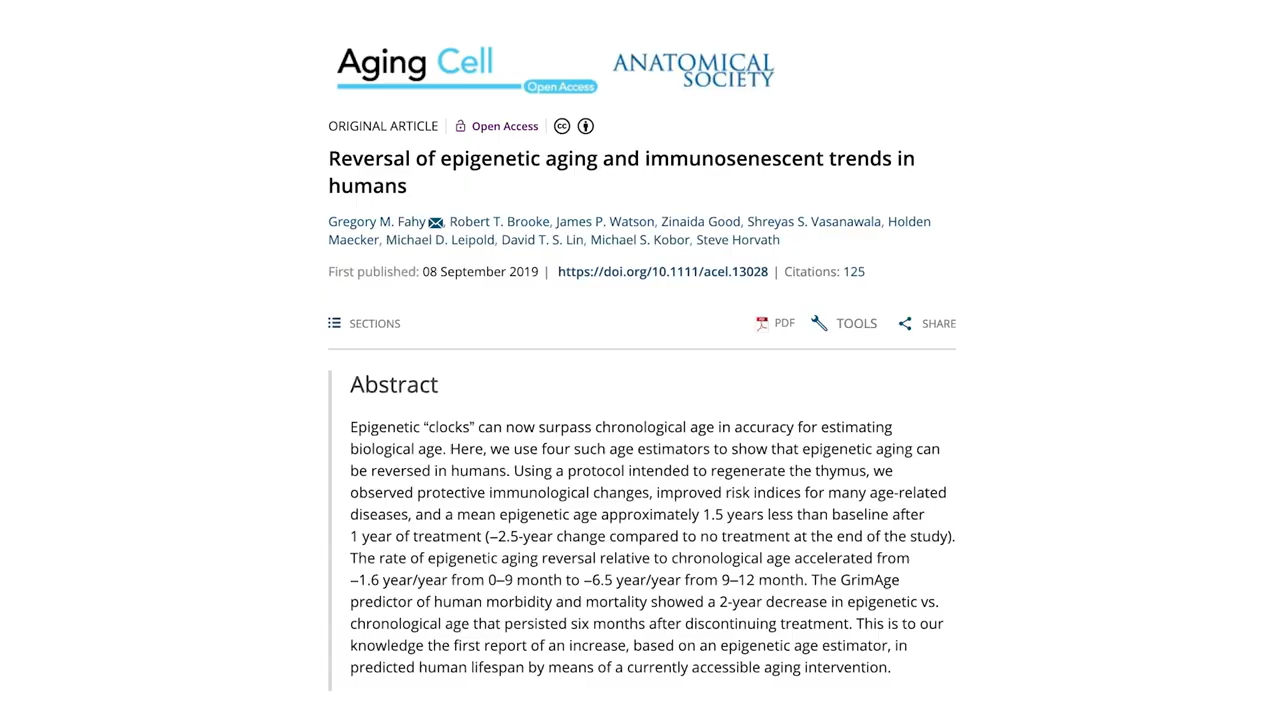 Aging Cell
Open Access
ANATOMICAL
SOCIETY
ORIGINAL ARTICLE | Open Access
Reversal of epigenetic aging and immunosenescent trends in
humans
Gregory M. Fahy, Robert T. Brooke, James P. Watson, Zinaida Good, Shreyas S. Vasanawala, Holden
Maecker, Michael D. Leipold, David T. S. Lin, Michael S. Kobor, Steve Horvath
First published: 08 September 2019 | https://doi.org/10.1111/acel.13028 | Citations: 125
SECTIONS PDF TOOLS SHARE
Abstract
Epigenetic “clocks” can now surpass chronological age in accuracy for estimating
biological age. Here, we use four such age estimators to show that epigenetic aging can
be reversed in humans. Using a protocol intended to regenerate the thymus, we
observed protective immunological changes, improved risk indices for many age-related
diseases, and a mean epigenetic age approximately 1.5 years less than baseline after
1 year of treatment (−2.5-year change compared to no treatment at the end of the study).
The rate of epigenetic aging reversal relative to chronological age accelerated from
−1.6 year/year from 0–9 month to −6.5 year/year from 9–12 month. The GrimAge
predictor of human morbidity and mortality showed a 2-year decrease in epigenetic vs.
chronological age that persisted six months after discontinuing treatment. This is to our
knowledge the first report of an increase, based on an epigenetic age estimator, in
predicted human lifespan by means of a currently accessible aging intervention.